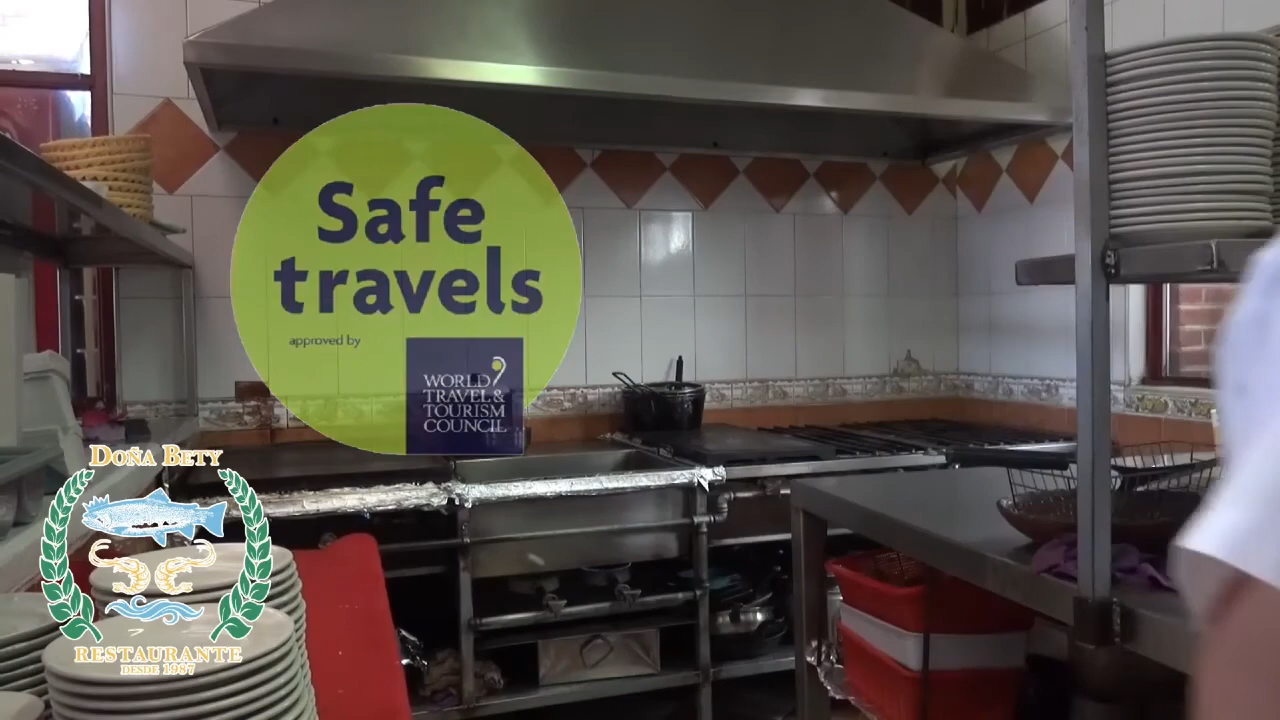 Safe
travels
approved by
WORLD
TRAVEL&
TOURISM
COUNCIL
DOÑA BETY
RESTAURANTE
DESDE 1987